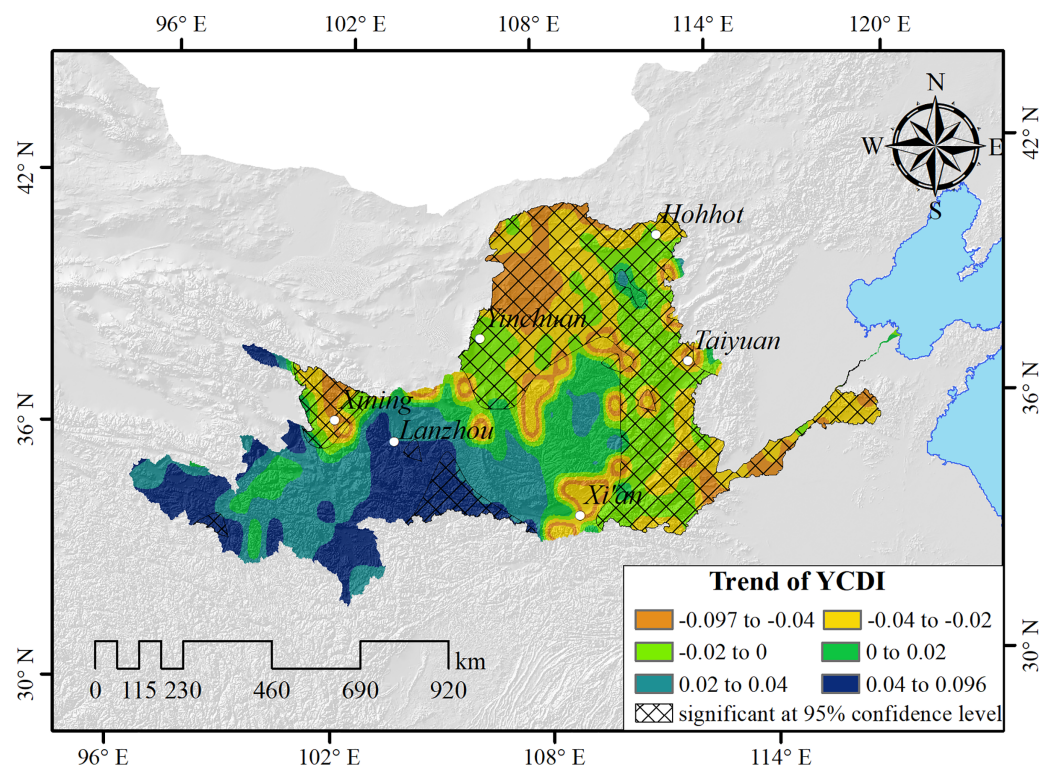 96° E 102° E 108° E 114° E 120° E
N
W E
S
42° N
42° N
Hohhot
Yinchuan
Taiyuan
36° N
36° N
Xining
Lanzhou
Xi'an
Trend of YCDI
-0.097 to -0.04 -0.04 to -0.02
-0.02 to 0 0 to 0.02
0.02 to 0.04 0.04 to 0.096
significant at 95% confidence level
30° N
30° N
km
0 115 230 460 690 920
96° E 102° E 108° E 114° E